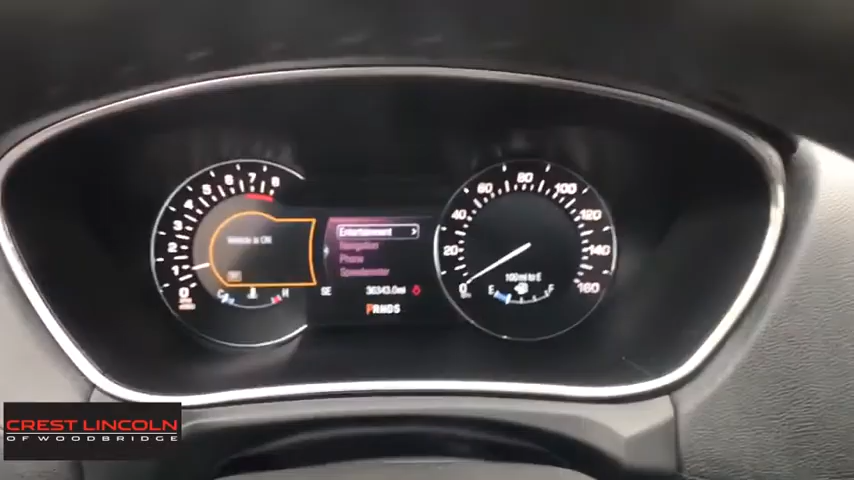 0 1 2 3 4 5 6 7 8
Vehicle is ON
C H
Entertainment >
Navigation
Phone
Speedometer
SE 36343.0mi
PRNDS
0 20 40 60 80 100 120 140 160
100 mi to E
E F
CREST LINCOLN
OF WOODBRIDGE